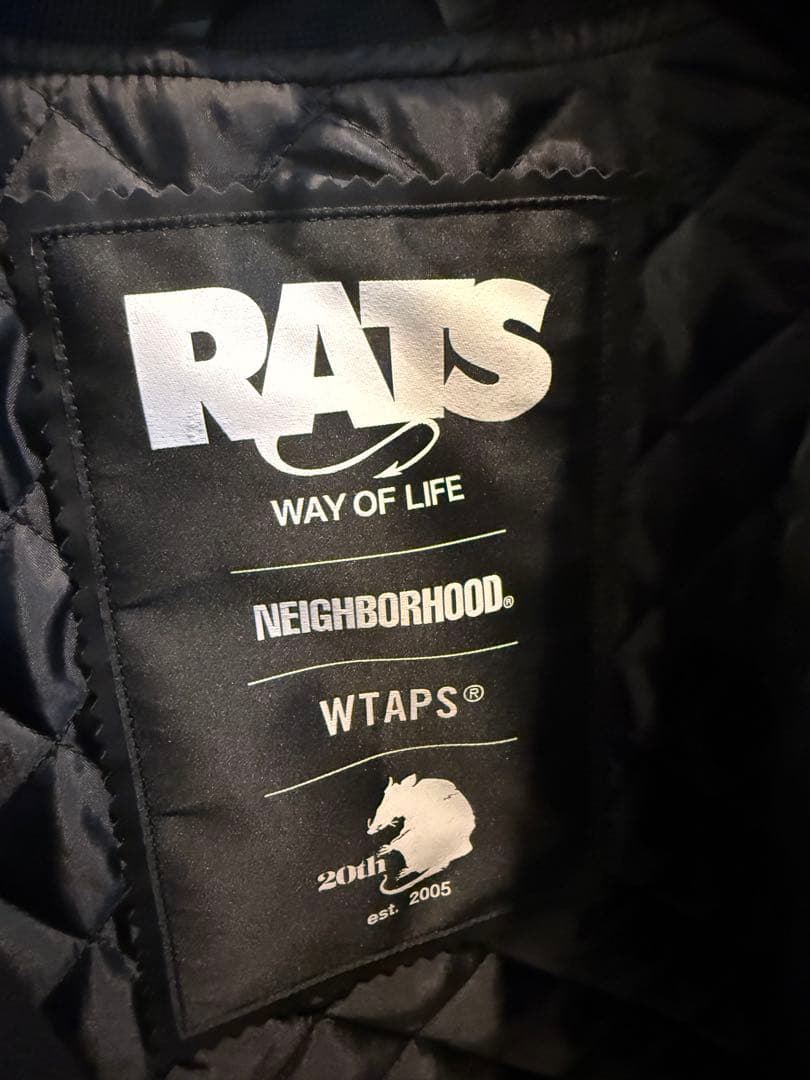 RATS
WAY OF LIFE
NEIGHBORHOOD®
WTAPS®
20th
est. 2005